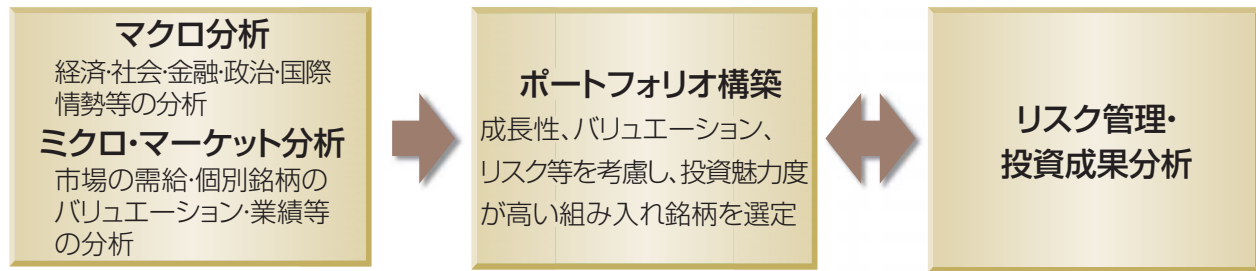 マクロ分析
経済・社会・金融・政治・国際
情勢等の分析
ミクロ・マーケット分析
市場の需給・個別銘柄の
バリュエーション・業績等
の分析
ポートフォリオ構築
成長性、バリュエーション、
リスク等を考慮し、投資魅力度
が高い組み入れ銘柄を選定
リスク管理・
投資成果分析